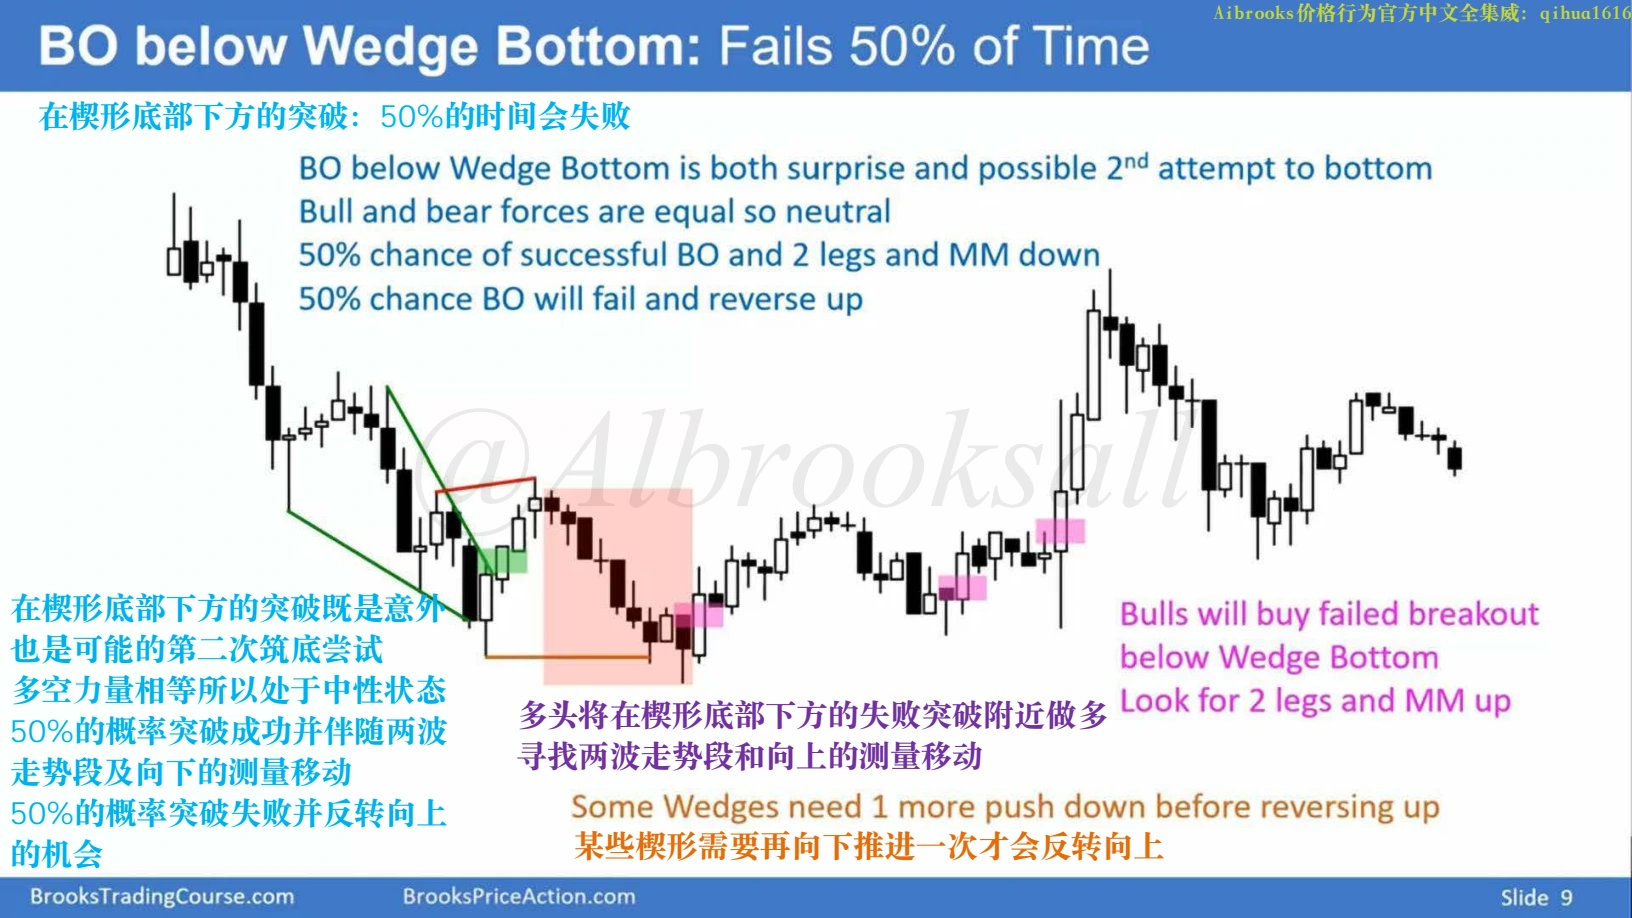 Aibrooks价格行为官方中文全集威：qihua1616
BO below Wedge Bottom: Fails 50% of Time
在楔形底部下方的突破：50%的时间会失败
BO below Wedge Bottom is both surprise and possible 2nd attempt to bottom
Bull and bear forces are equal so neutral
50% chance of successful BO and 2 legs and MM down
50% chance BO will fail and reverse up
@Albrooksall
在楔形底部下方的突破既是意外
也是可能的第二次筑底尝试
多空力量相等所以处于中性状态
50%的概率突破成功并伴随两波
走势段及向下的测量移动
50%的概率突破失败并反转向上
的机会
Bulls will buy failed breakout
below Wedge Bottom
Look for 2 legs and MM up
多头将在楔形底部下方的失败突破附近做多
寻找两波走势段和向上的测量移动
Some Wedges need 1 more push down before reversing up
某些楔形需要再向下推进一次才会反转向上
BrooksTradingCourse.com
BrooksPriceAction.com
Slide 9